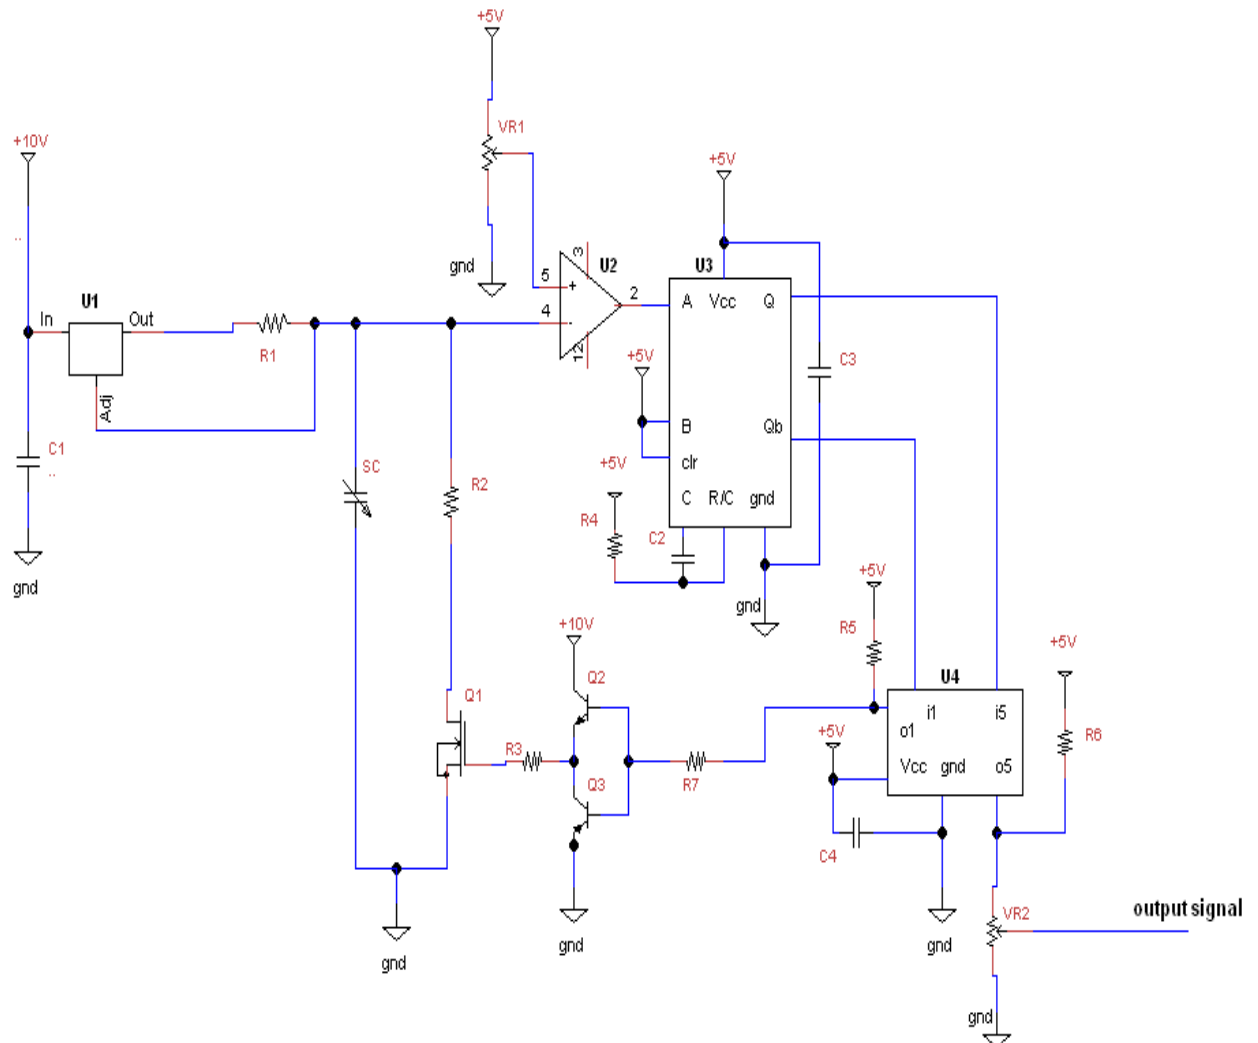 +5V
VR1
gnd
+10V
..
In
U1
Out
Adj
R1
C1
..
gnd
SC
R2
5
+
4
-
3
12
U2
2
+5V
U3
A
Vcc
Q
B
Qb
clr
C
R/C
gnd
+5V
C3
+5V
R4
C2
gnd
+5V
R5
U4
i1
i5
o1
Vcc
gnd
o5
+5V
R6
+5V
C4
gnd
+10V
Q2
Q1
R3
Q3
R7
gnd
gnd
VR2
output signal
gnd